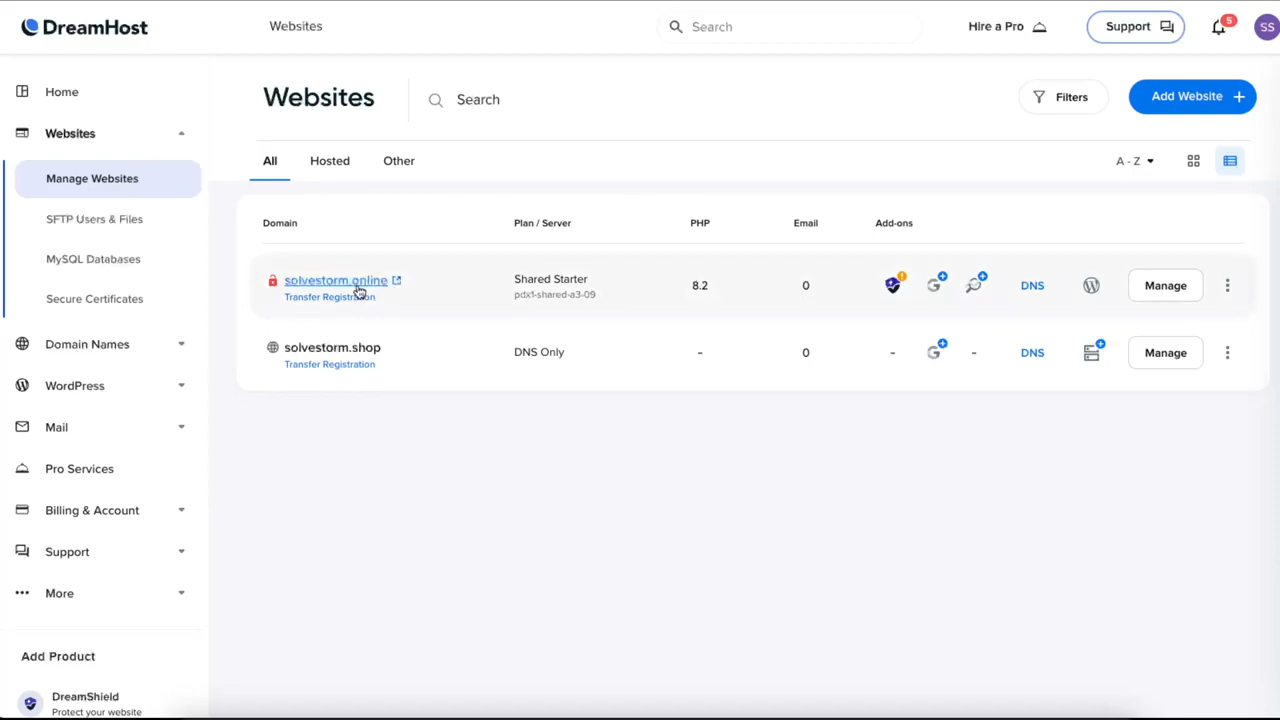 DreamHost
Websites
Search
Hire a Pro
Support
5
SS
Home
Websites
Manage Websites
SFTP Users & Files
MySQL Databases
Secure Certificates
Domain Names
WordPress
Mail
Pro Services
Billing & Account
Support
More
Add Product
DreamShield
Protect your website
Websites
Search
Filters
Add Website +
All
Hosted
Other
A - Z
Domain
Plan / Server
PHP
Email
Add-ons
solvestorm.online
Transfer Registration
Shared Starter
pdx1-shared-a3-09
8.2
0
DNS
Manage
solvestorm.shop
Transfer Registration
DNS Only
-
0
-
-
DNS
Manage